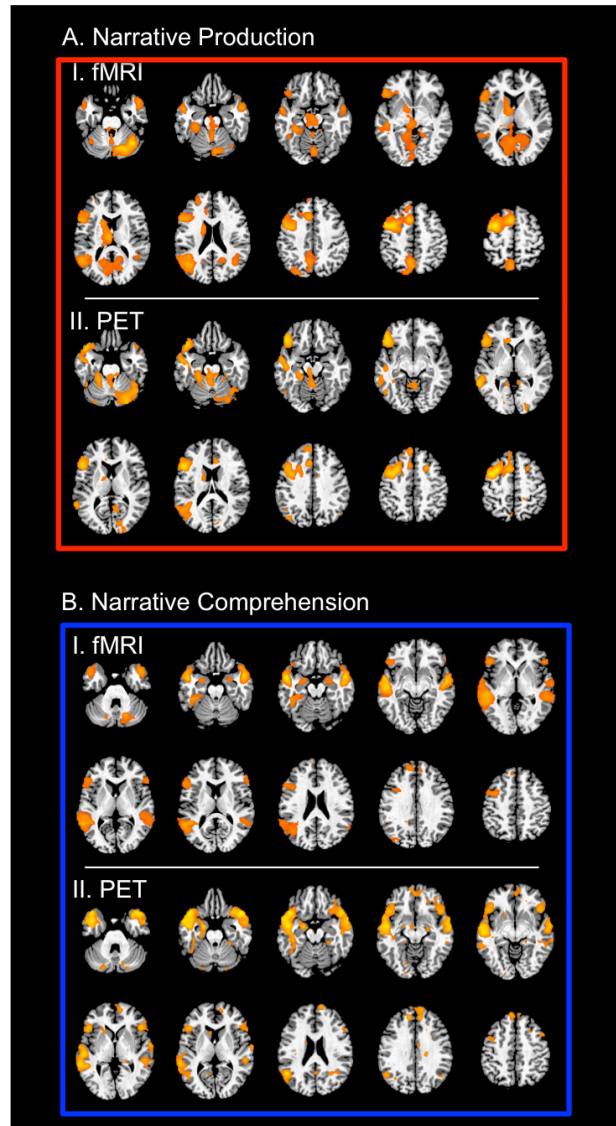 A. Narrative Production
I. fMRI
II. PET
B. Narrative Comprehension
I. fMRI
II. PET